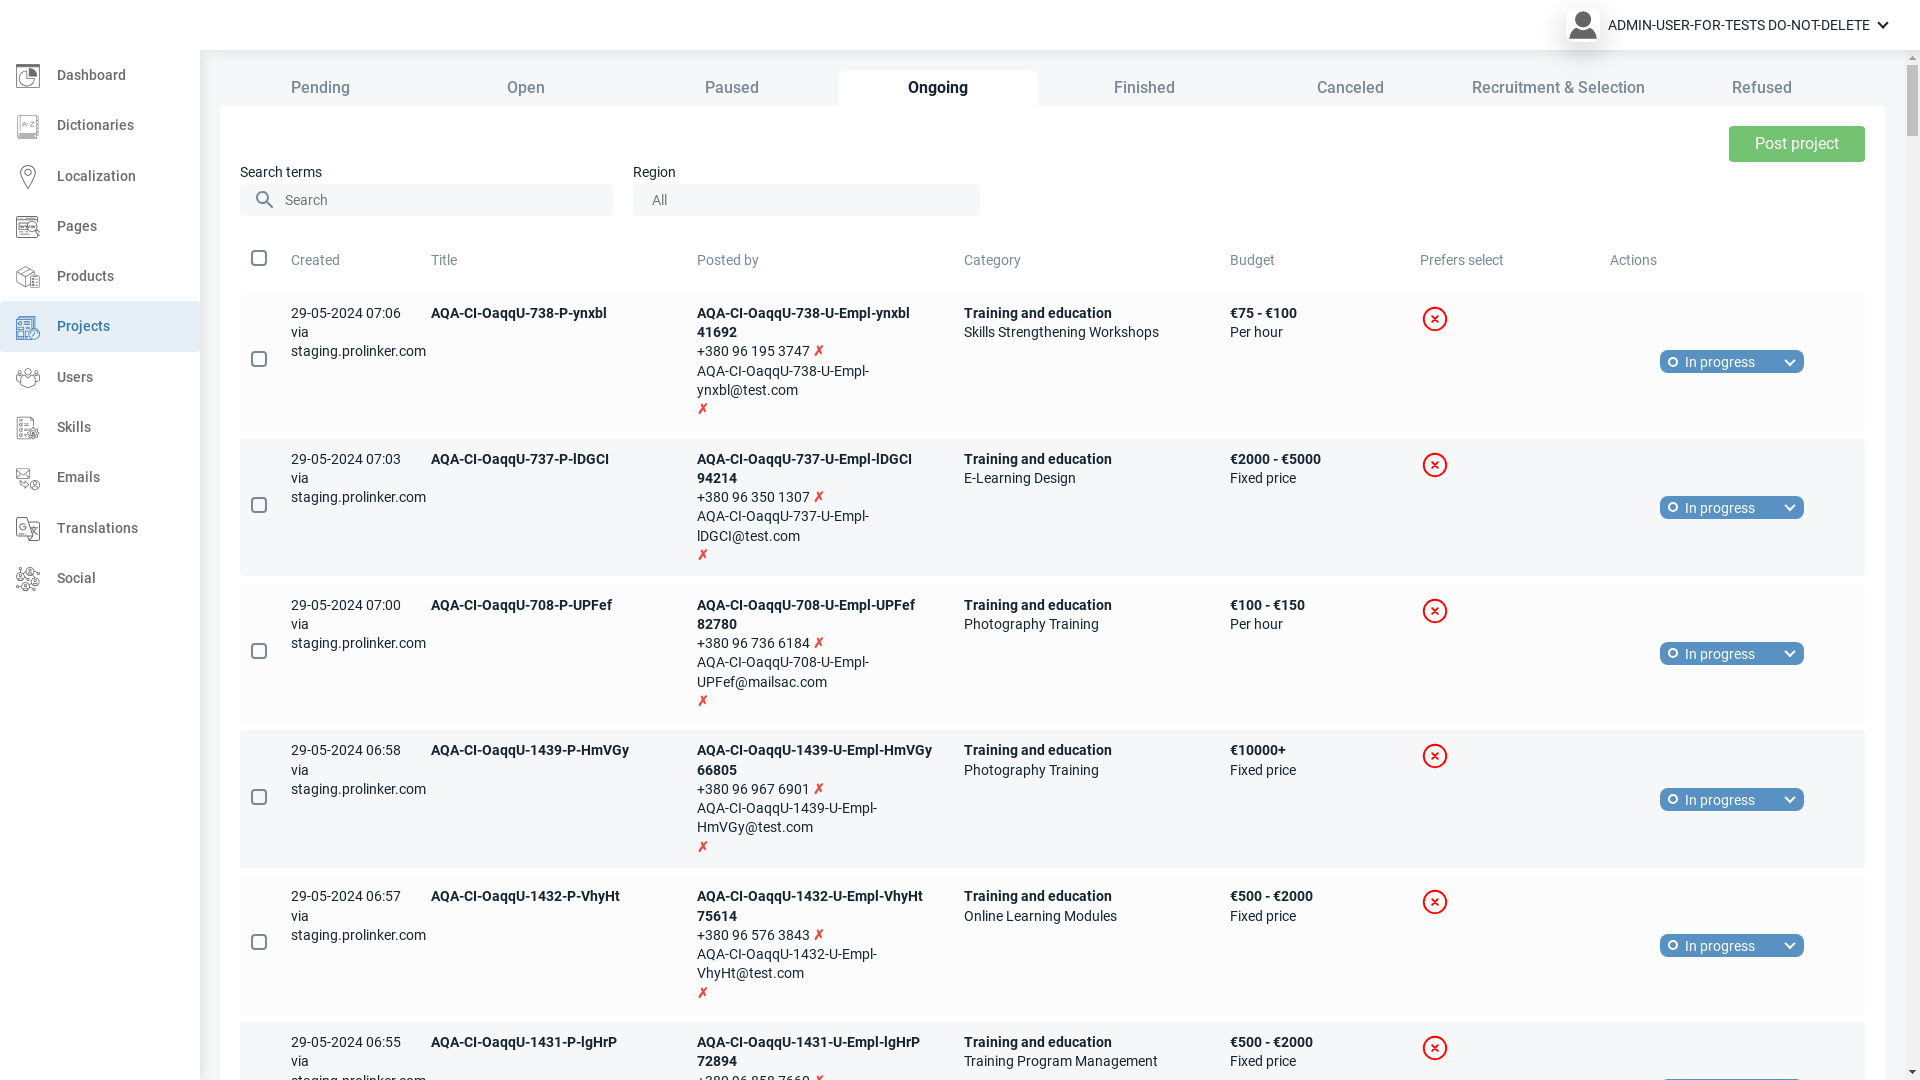 ADMIN-USER-FOR-TESTS DO-NOT-DELETE
Dashboard
Dictionaries
Localization
Pages
Products
Projects
Users
Skills
Emails
Translations
Social
Pending
Open
Paused
Ongoing
Finished
Canceled
Recruitment & Selection
Refused
Post project
Search terms
Search
Region
All
Created
Title
Posted by
Category
Budget
Prefers select
Actions
29-05-2024 07:06
via
staging.prolinker.com
AQA-CI-OaqqU-738-P-ynxbl
AQA-CI-OaqqU-738-U-Empl-ynxbl
41692
+380 96 195 3747 ✗
AQA-CI-OaqqU-738-U-Empl-
ynxbl@test.com
✗
Training and education
Skills Strengthening Workshops
€75 - €100
Per hour
In progress
29-05-2024 07:03
via
staging.prolinker.com
AQA-CI-OaqqU-737-P-lDGCI
AQA-CI-OaqqU-737-U-Empl-lDGCI
94214
+380 96 350 1307 ✗
AQA-CI-OaqqU-737-U-Empl-
lDGCI@test.com
✗
Training and education
E-Learning Design
€2000 - €5000
Fixed price
In progress
29-05-2024 07:00
via
staging.prolinker.com
AQA-CI-OaqqU-708-P-UPFef
AQA-CI-OaqqU-708-U-Empl-UPFef
82780
+380 96 736 6184 ✗
AQA-CI-OaqqU-708-U-Empl-
UPFef@mailsac.com
✗
Training and education
Photography Training
€100 - €150
Per hour
In progress
29-05-2024 06:58
via
staging.prolinker.com
AQA-CI-OaqqU-1439-P-HmVGy
AQA-CI-OaqqU-1439-U-Empl-HmVGy
66805
+380 96 967 6901 ✗
AQA-CI-OaqqU-1439-U-Empl-
HmVGy@test.com
✗
Training and education
Photography Training
€10000+
Fixed price
In progress
29-05-2024 06:57
via
staging.prolinker.com
AQA-CI-OaqqU-1432-P-VhyHt
AQA-CI-OaqqU-1432-U-Empl-VhyHt
75614
+380 96 576 3843 ✗
AQA-CI-OaqqU-1432-U-Empl-
VhyHt@test.com
✗
Training and education
Online Learning Modules
€500 - €2000
Fixed price
In progress
29-05-2024 06:55
via
staging.prolinker.com
AQA-CI-OaqqU-1431-P-lgHrP
AQA-CI-OaqqU-1431-U-Empl-lgHrP
72894
+380 96 858 7660 ✗
Training and education
Training Program Management
€500 - €2000
Fixed price